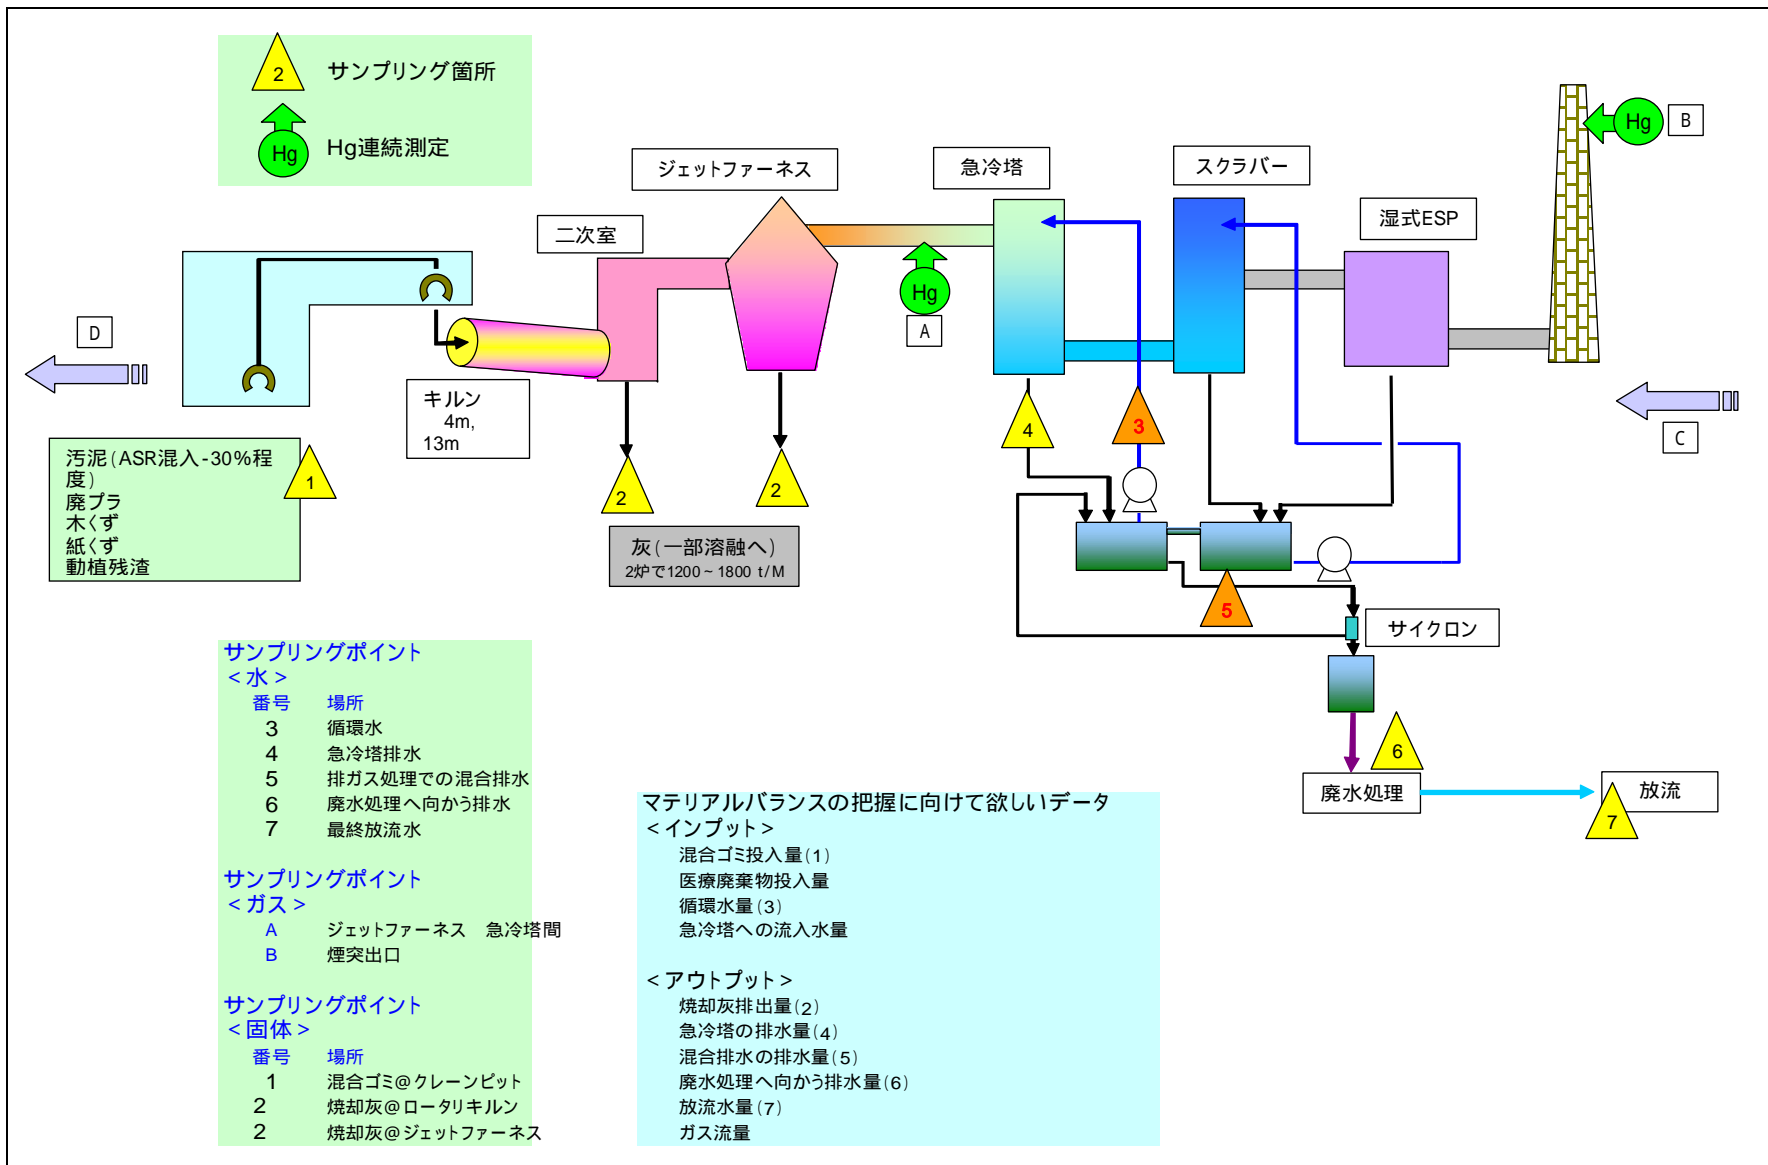 2
サンプリング箇所
Hg
Hg連続測定
ジェットファーネス
急冷塔
スクラバー
湿式ESP
二次室
Hg
B
Hg
A
D
C
キルン
4m,
13m
汚泥(ASR混入-30%程
度)
廃プラ
木くず
紙くず
動植残渣
1
2
2
4
3
灰(一部溶融へ)
2炉で1200~1800 t/M
5
サイクロン
6
廃水処理
放流
7
サンプリングポイント
<水>
番号 場所
3 循環水
4 急冷塔排水
5 排ガス処理での混合排水
6 廃水処理へ向かう排水
7 最終放流水
サンプリングポイント
<ガス>
A ジェットファーネス 急冷塔間
B 煙突出口
サンプリングポイント
<固体>
番号 場所
1 混合ゴミ@クレーンピット
2 焼却灰@ロータリキルン
2 焼却灰@ジェットファーネス
マテリアルバランスの把握に向けて欲しいデータ
<インプット>
混合ゴミ投入量(1)
医療廃棄物投入量
循環水量(3)
急冷塔への流入水量
<アウトプット>
焼却灰排出量(2)
急冷塔の排水量(4)
混合排水の排水量(5)
廃水処理へ向かう排水量(6)
放流水量(7)
ガス流量